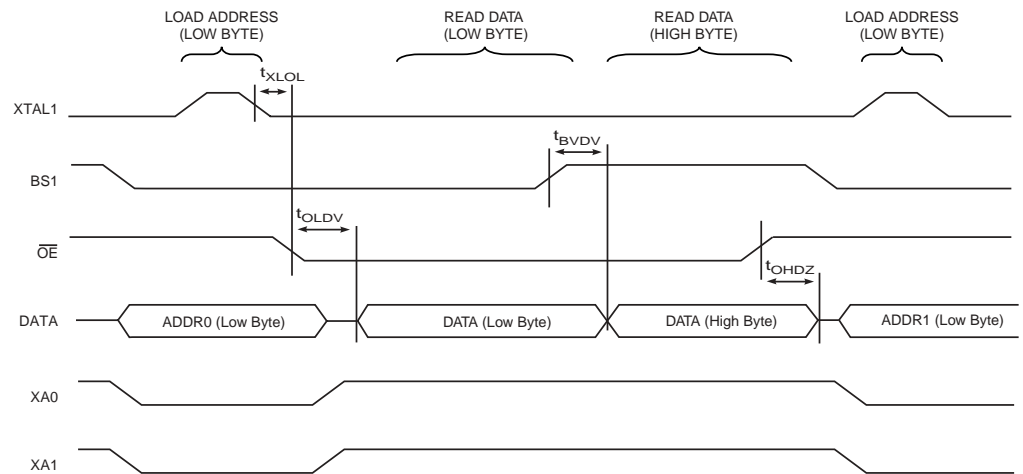 LOAD ADDRESS
(LOW BYTE)
READ DATA
(LOW BYTE)
READ DATA
(HIGH BYTE)
LOAD ADDRESS
(LOW BYTE)
tXLOL
XTAL1
tBVDV
BS1
tOLDV
OE
tOHDZ
DATA
ADDR0 (Low Byte)
DATA (Low Byte)
DATA (High Byte)
ADDR1 (Low Byte)
XA0
XA1